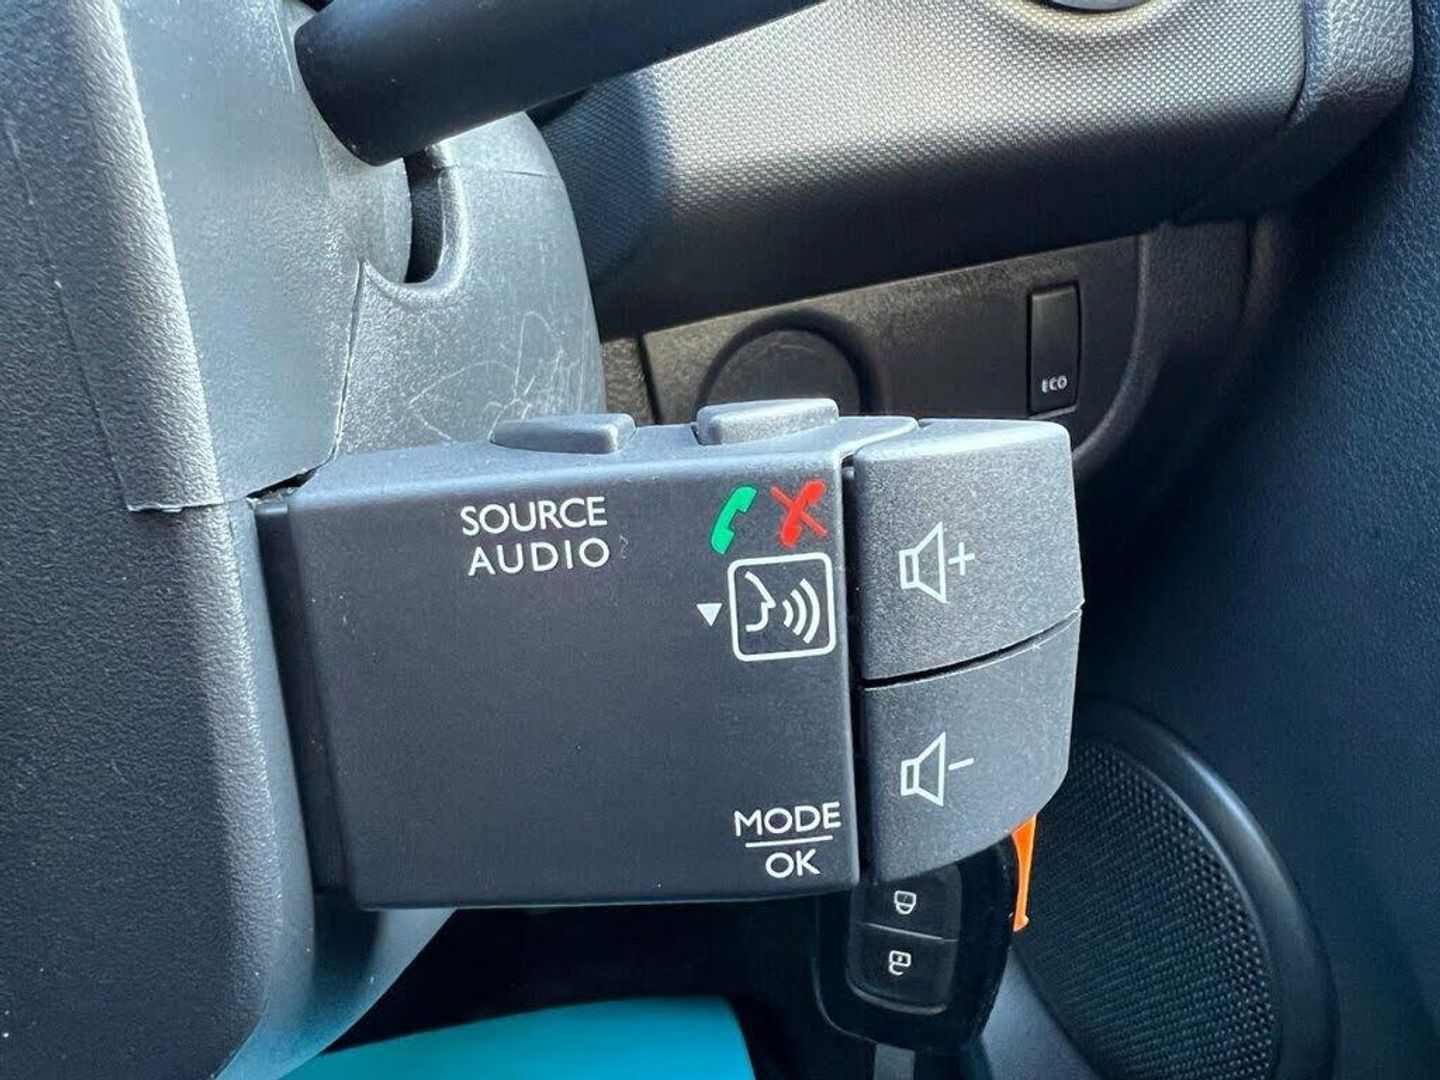 ECO
SOURCE
AUDIO
+
-
MODE
OK